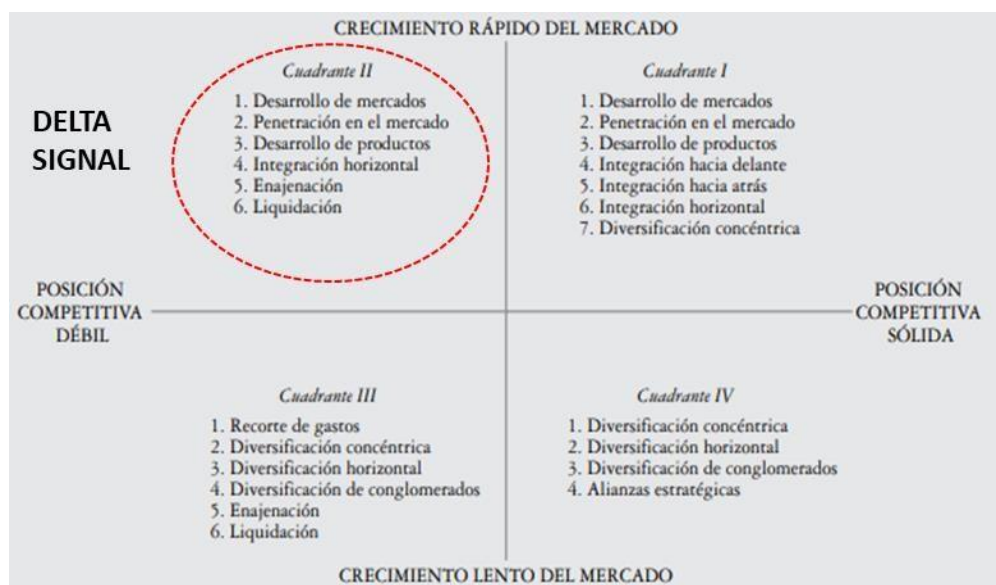 CRECIMIENTO RÁPIDO DEL MERCADO
DELTA
SIGNAL
Cuadrante II
1. Desarrollo de mercados
2. Penetración en el mercado
3. Desarrollo de productos
4. Integración horizontal
5. Enajenación
6. Liquidación
Cuadrante I
1. Desarrollo de mercados
2. Penetración en el mercado
3. Desarrollo de productos
4. Integración hacia delante
5. Integración hacia atrás
6. Integración horizontal
7. Diversificación concéntrica
POSICIÓN
COMPETITIVA
DÉBIL
POSICIÓN
COMPETITIVA
SÓLIDA
Cuadrante III
1. Recorte de gastos
2. Diversificación concéntrica
3. Diversificación horizontal
4. Diversificación de conglomerados
5. Enajenación
6. Liquidación
Cuadrante IV
1. Diversificación concéntrica
2. Diversificación horizontal
3. Diversificación de conglomerados
4. Alianzas estratégicas
CRECIMIENTO LENTO DEL MERCADO